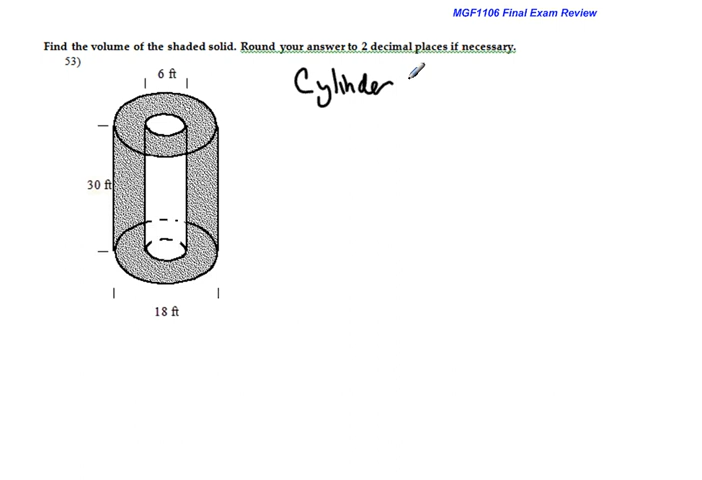 MGF1106 Final Exam Review
Find the volume of the shaded solid. Round your answer to 2 decimal places if necessary.
53)
6 ft
Cylinder
30 ft
18 ft